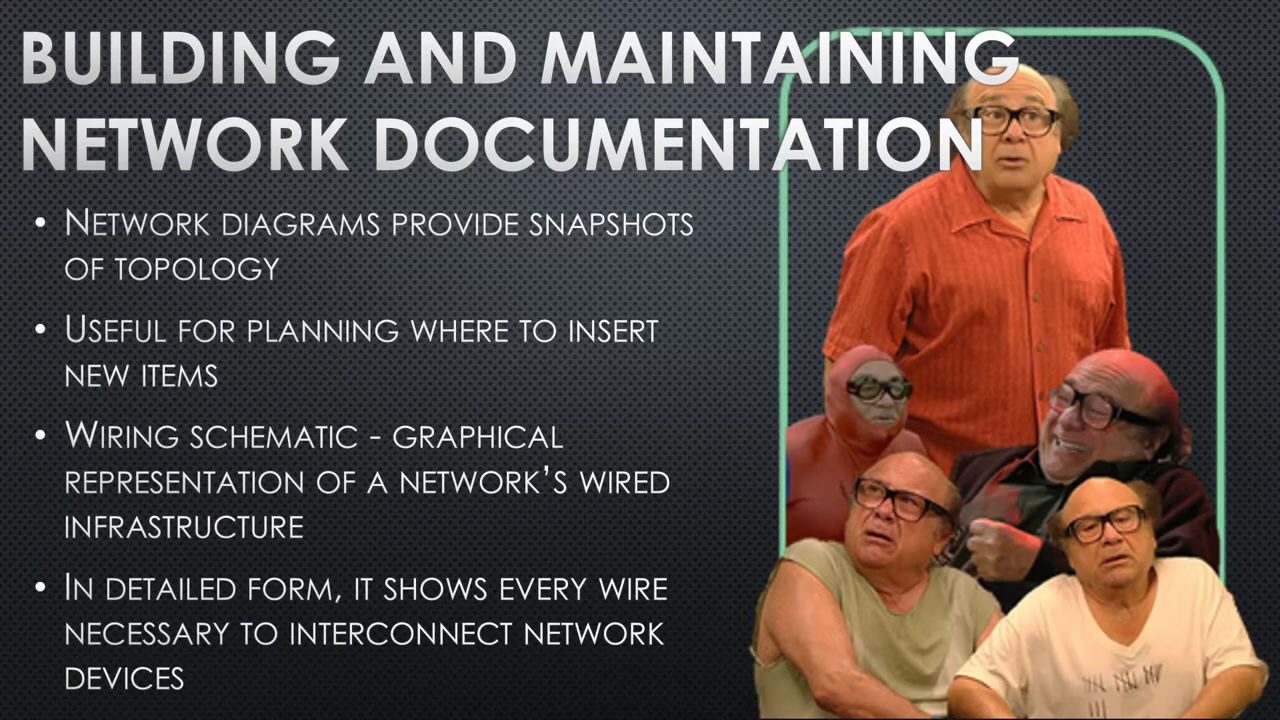 BUILDING AND MAINTAINING
NETWORK DOCUMENTATION
• NETWORK DIAGRAMS PROVIDE SNAPSHOTS
OF TOPOLOGY
• USEFUL FOR PLANNING WHERE TO INSERT
NEW ITEMS
• WIRING SCHEMATIC - GRAPHICAL
REPRESENTATION OF A NETWORK’S WIRED
INFRASTRUCTURE
• IN DETAILED FORM, IT SHOWS EVERY WIRE
NECESSARY TO INTERCONNECT NETWORK
DEVICES